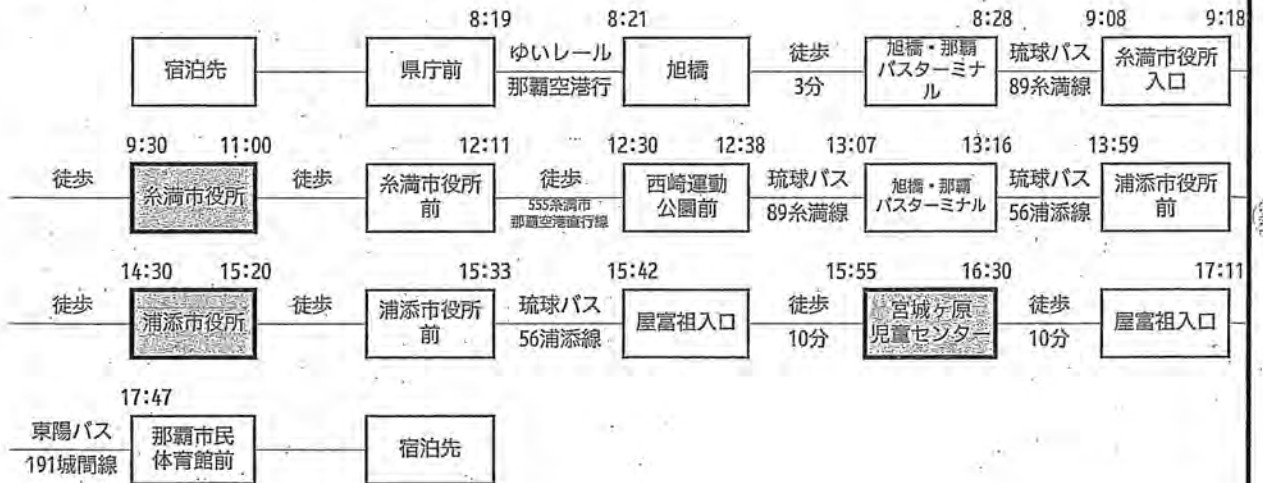 8:19 8:21 8:28 9:08 9:18
宿泊先 県庁前 ゆいレール 那覇空港行 旭橋 徒歩 3分 旭橋・那覇バスターミナル 琉球バス 89糸満線 糸満市役所入口
9:30 11:00 12:11 12:30 12:38 13:07 13:16 13:59
徒歩 糸満市役所 徒歩 糸満市役所前 徒歩 555糸満市那覇空港直行線 西崎運動公園前 琉球バス 89糸満線 旭橋・那覇バスターミナル 琉球バス 56浦添線 浦添市役所前
14:30 15:20 15:33 15:42 15:55 16:30 17:11
徒歩 浦添市役所 徒歩 浦添市役所前 琉球バス 56浦添線 屋富祖入口 徒歩 10分 宮城ヶ原児童センター 徒歩 10分 屋富祖入口
17:47
東陽バス 191城間線 那覇市民体育館前 宿泊先